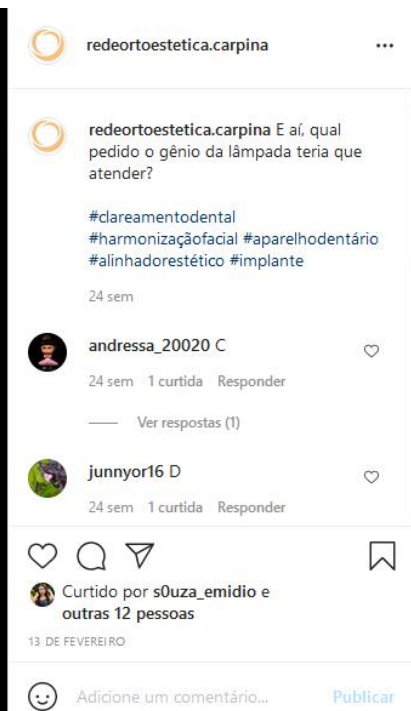 redeortoestetica.carpina
redeortoestetica.carpina E aí, qual
pedido o gênio da lâmpada teria que
atender?
#clareamentodental
#harmonizaçãofacial #aparelhodentário
#alinhadorestético #implante
24 sem
andressa_20020 C
24 sem 1 curtida Responder
Ver respostas (1)
junnyor16 D
24 sem 1 curtida Responder
Curtido por s0uza_emidio e
outras 12 pessoas
13 DE FEVEREIRO
Adicione um comentário... Publicar